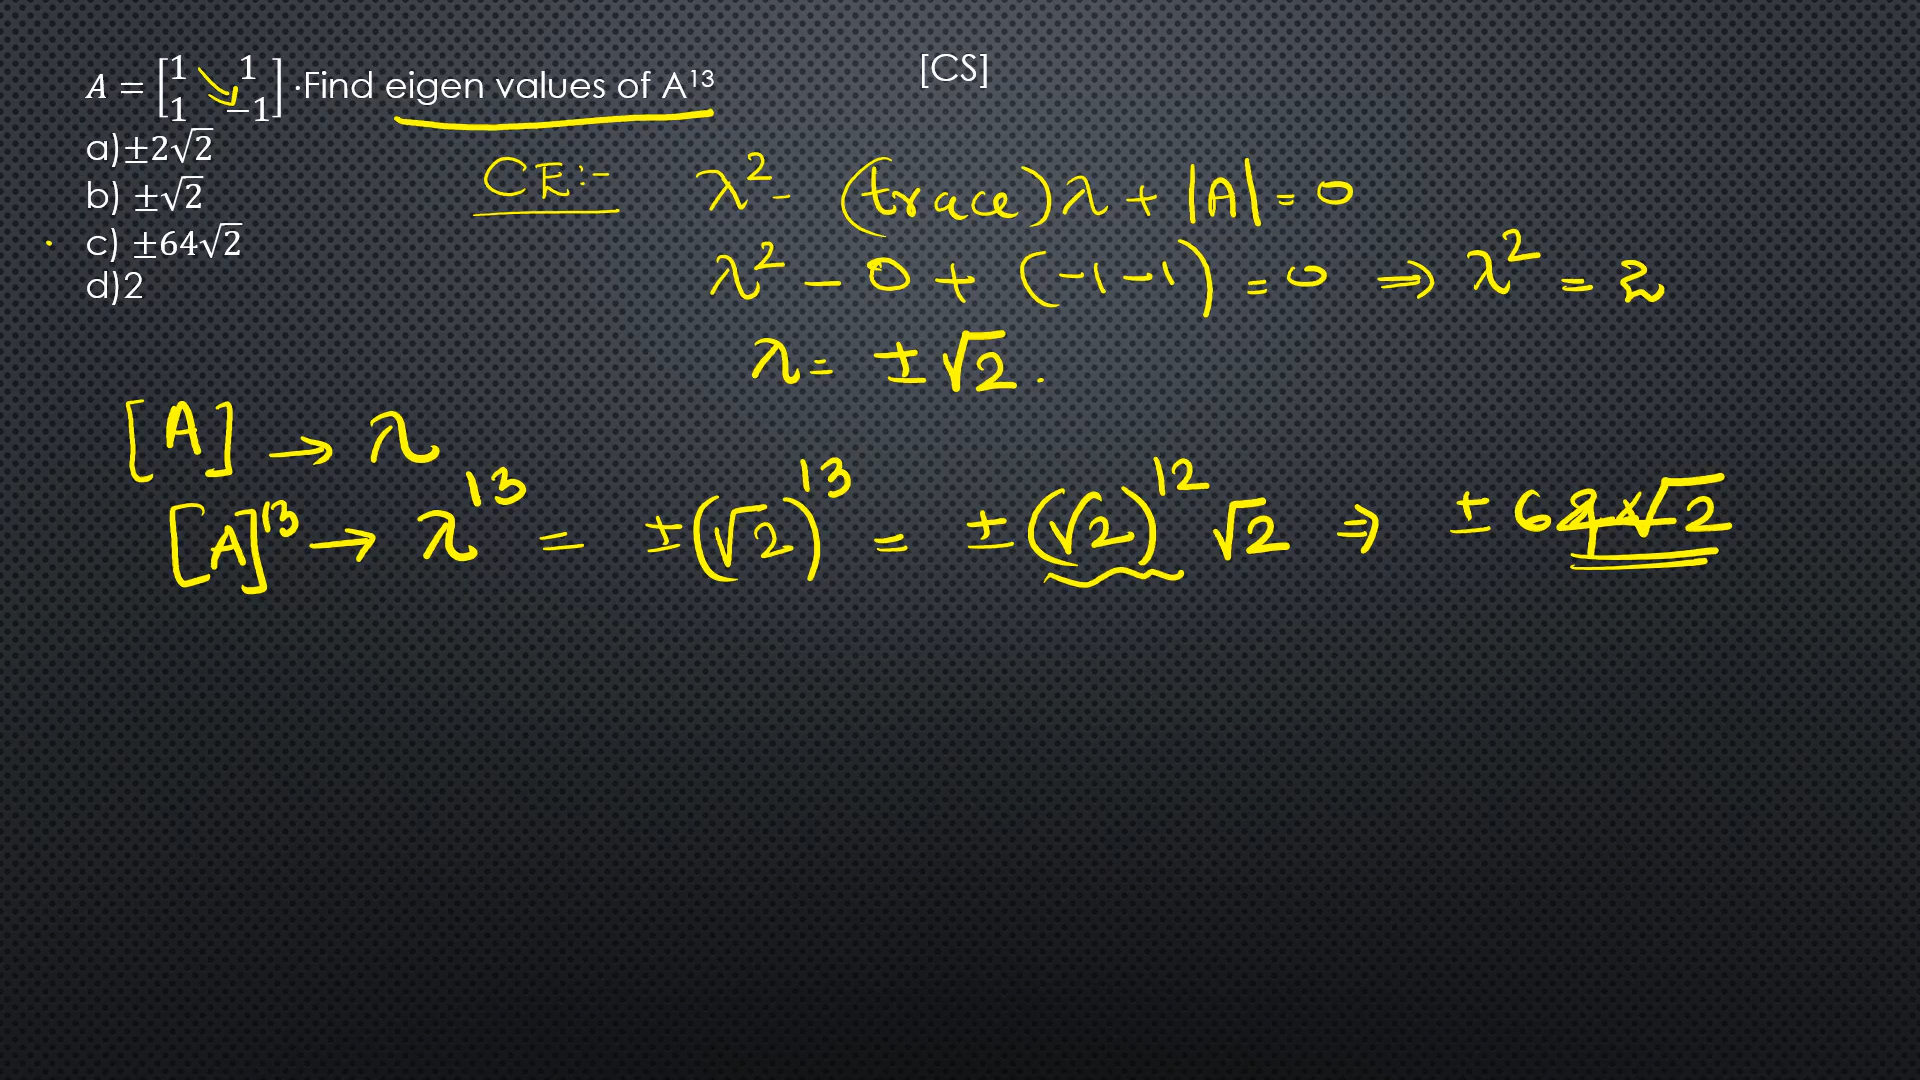 A = [1 1 1 −1] ·Find eigen values of A¹³ [CS]
a)±2√2
b) ±√2
c) ±64√2
d)2
CE:- λ² - (trace)λ + |A| = 0
λ² - 0 + (-1-1) = 0 ⇒ λ² = 2
λ = ±√2.
[A] → λ
[A]¹³ → λ¹³ = ±(√2)¹³ = ±(√2)¹² √2 ⇒ ±64×√2